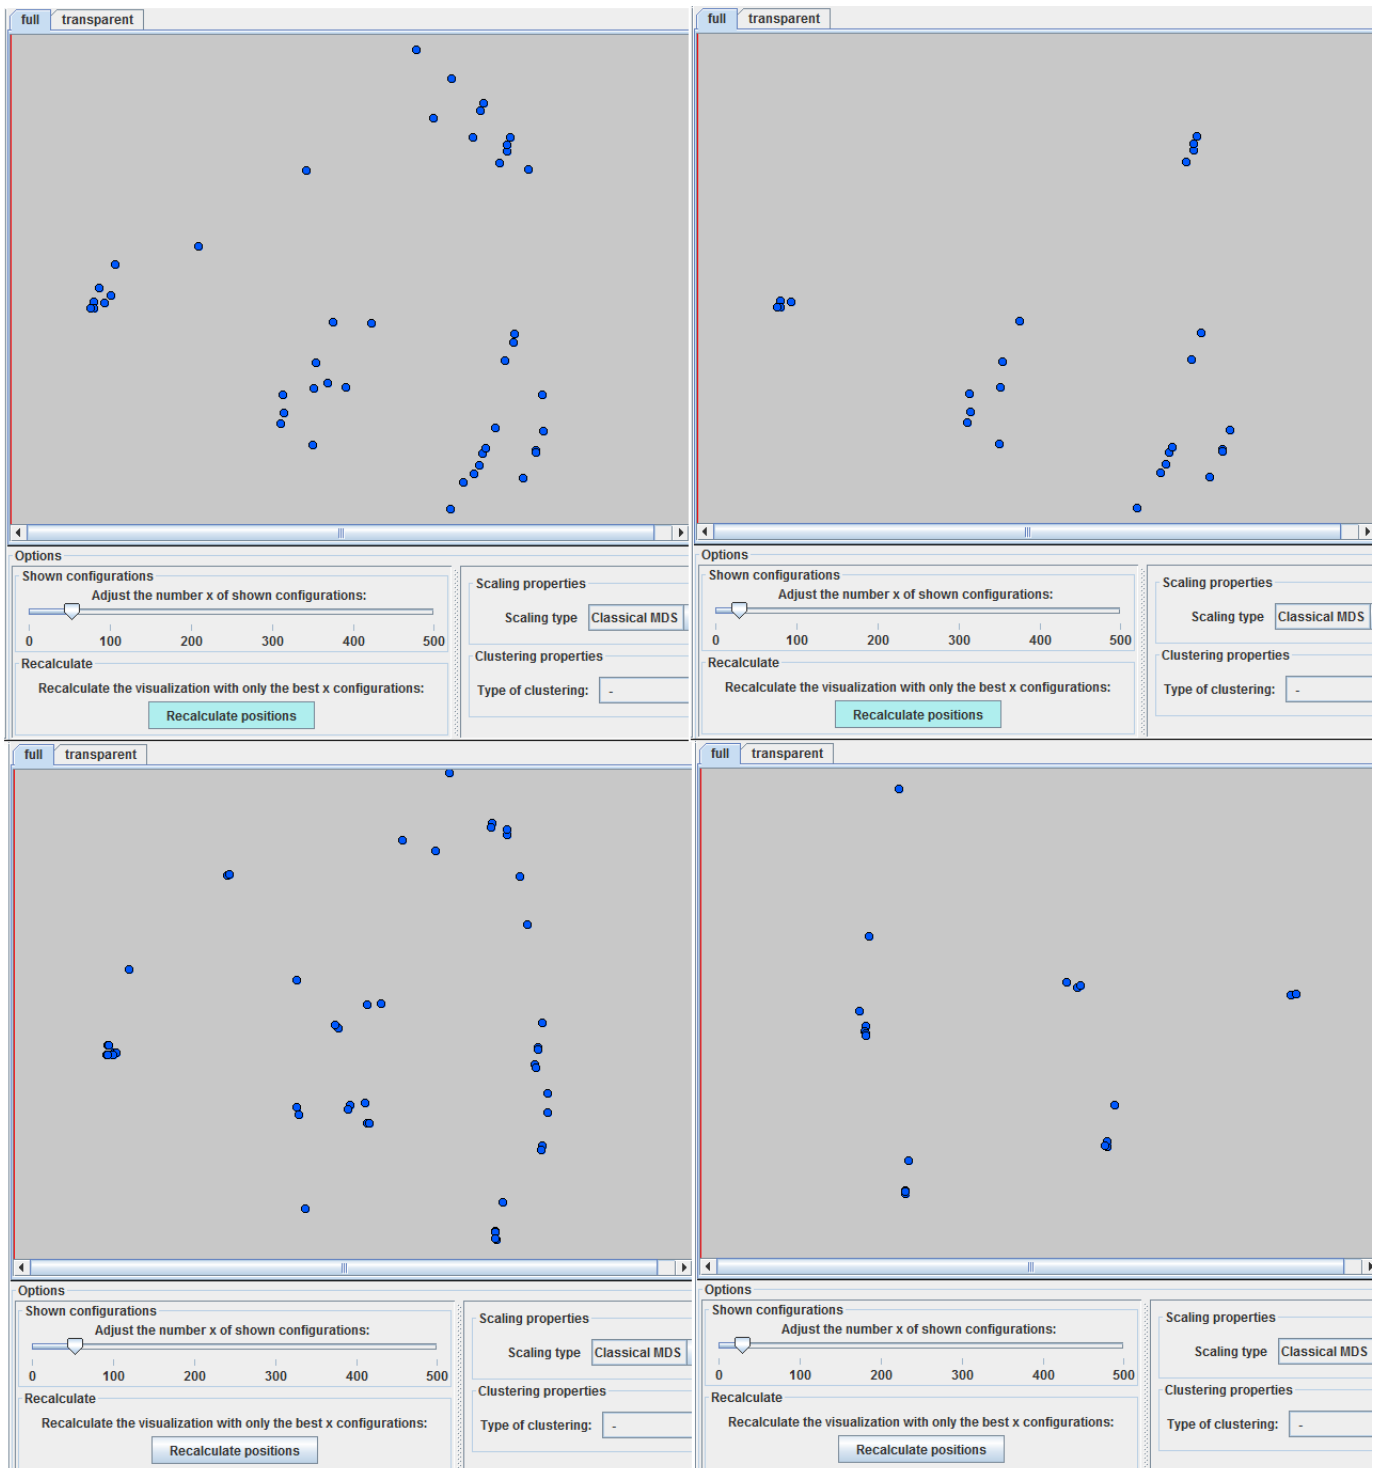 full transparent
Options
Shown configurations
Adjust the number x of shown configurations:
0 100 200 300 400 500
Recalculate
Recalculate the visualization with only the best x configurations:
Recalculate positions
Scaling properties
Scaling type Classical MDS
Clustering properties
Type of clustering: -
full transparent
Options
Shown configurations
Adjust the number x of shown configurations:
0 100 200 300 400 500
Recalculate
Recalculate the visualization with only the best x configurations:
Recalculate positions
Scaling properties
Scaling type Classical MDS
Clustering properties
Type of clustering: -
full transparent
Options
Shown configurations
Adjust the number x of shown configurations:
0 100 200 300 400 500
Recalculate
Recalculate the visualization with only the best x configurations:
Recalculate positions
Scaling properties
Scaling type Classical MDS
Clustering properties
Type of clustering: -
full transparent
Options
Shown configurations
Adjust the number x of shown configurations:
0 100 200 300 400 500
Recalculate
Recalculate the visualization with only the best x configurations:
Recalculate positions
Scaling properties
Scaling type Classical MDS
Clustering properties
Type of clustering: -